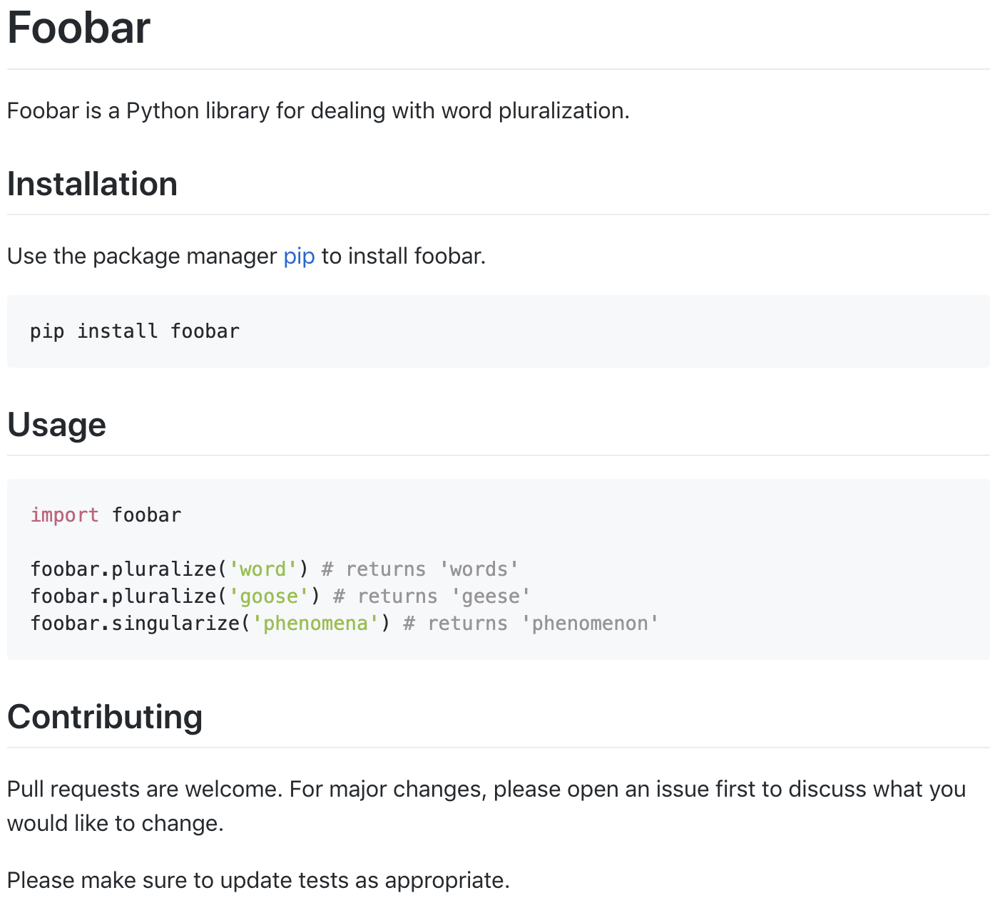 Foobar
Foobar is a Python library for dealing with word pluralization.
Installation
Use the package manager pip to install foobar.
pip install foobar
Usage
import foobar
foobar.pluralize('word') # returns 'words'
foobar.pluralize('goose') # returns 'geese'
foobar.singularize('phenomena') # returns 'phenomenon'
Contributing
Pull requests are welcome. For major changes, please open an issue first to discuss what you
would like to change.
Please make sure to update tests as appropriate.